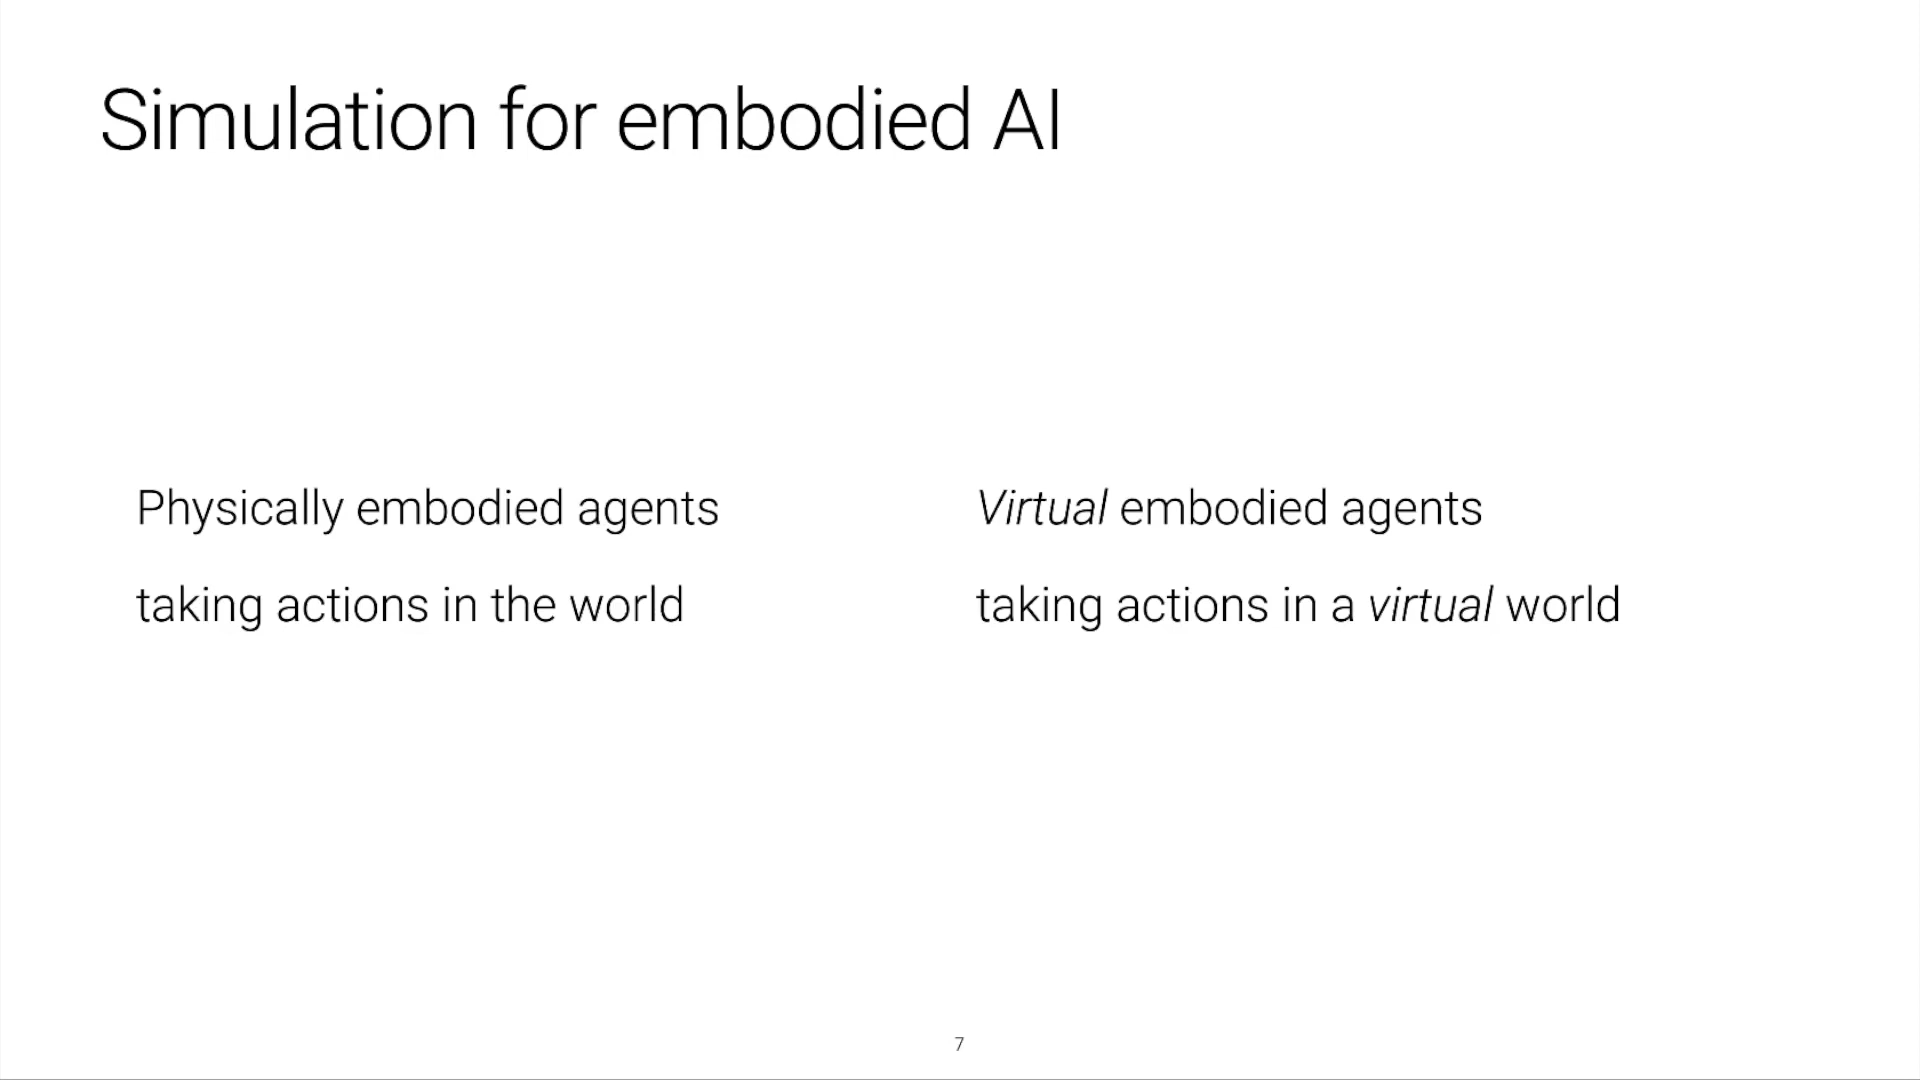 Simulation for embodied AI
Physically embodied agents
taking actions in the world
Virtual embodied agents
taking actions in a virtual world
7